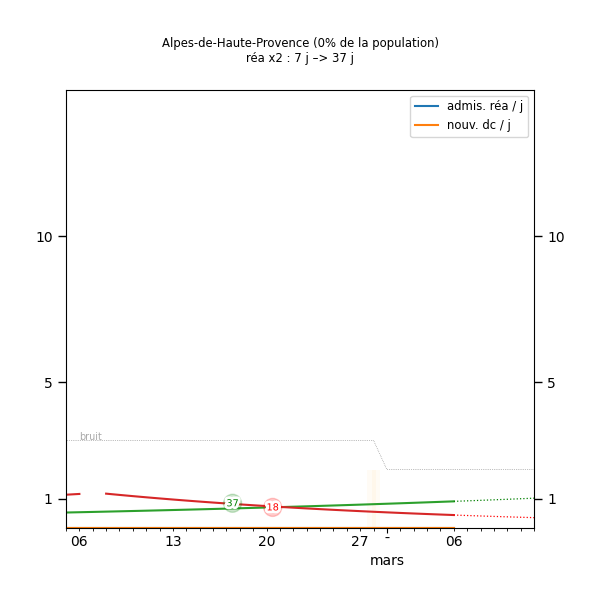 Alpes-de-Haute-Provence (0% de la population)
réa x2 : 7 j –> 37 j
admis. réa / j
nouv. dc / j
10 10
5 5
bruit
1 1
37
-18
06 13 20 27 - 06
mars